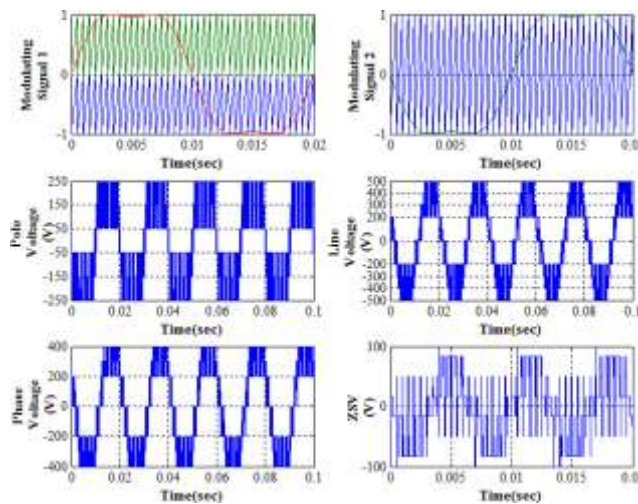 Modulating
Signal 1
1
0
-1
0
0.005
0.01
0.015
0.02
Time(sec)
Modulating
Signal 2
1
0
-1
0
0.005
0.01
0.015
0.0
Time(sec)
Pole
Voltage
(V)
250
150
50
-50
-150
-250
0
0.02
0.04
0.06
0.08
0.1
Time(sec)
Line
Voltage
(V)
500
400
200
0
-200
-300
-400
-500
0
0.02
0.04
0.06
0.08
0.1
Time(sec)
Phase
Voltage
(V)
400
200
0
-200
-400
0
0.02
0.04
0.06
0.08
0.1
Time(sec)
ZSV
(V)
100
0
-100
0
0.005
0.01
0.015
0.0
Time(sec)